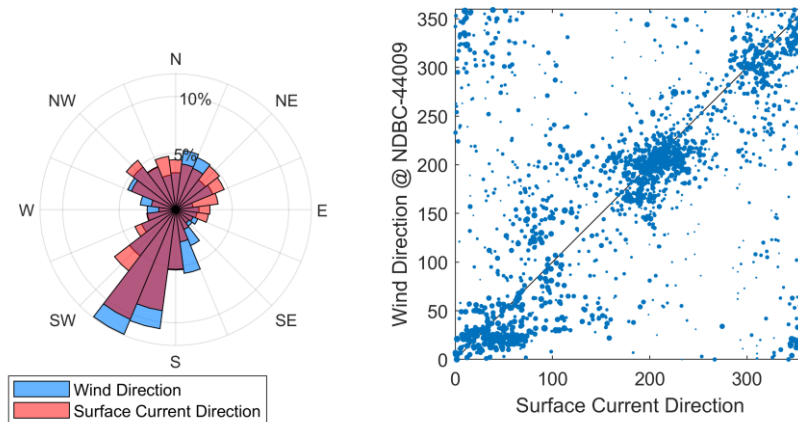 N
NW
NE
10%
5%
W
E
SW
SE
S
Wind Direction
Surface Current Direction
Wind Direction @ NDBC-44009
350
300
250
200
150
100
50
0
0
100
200
300
Surface Current Direction